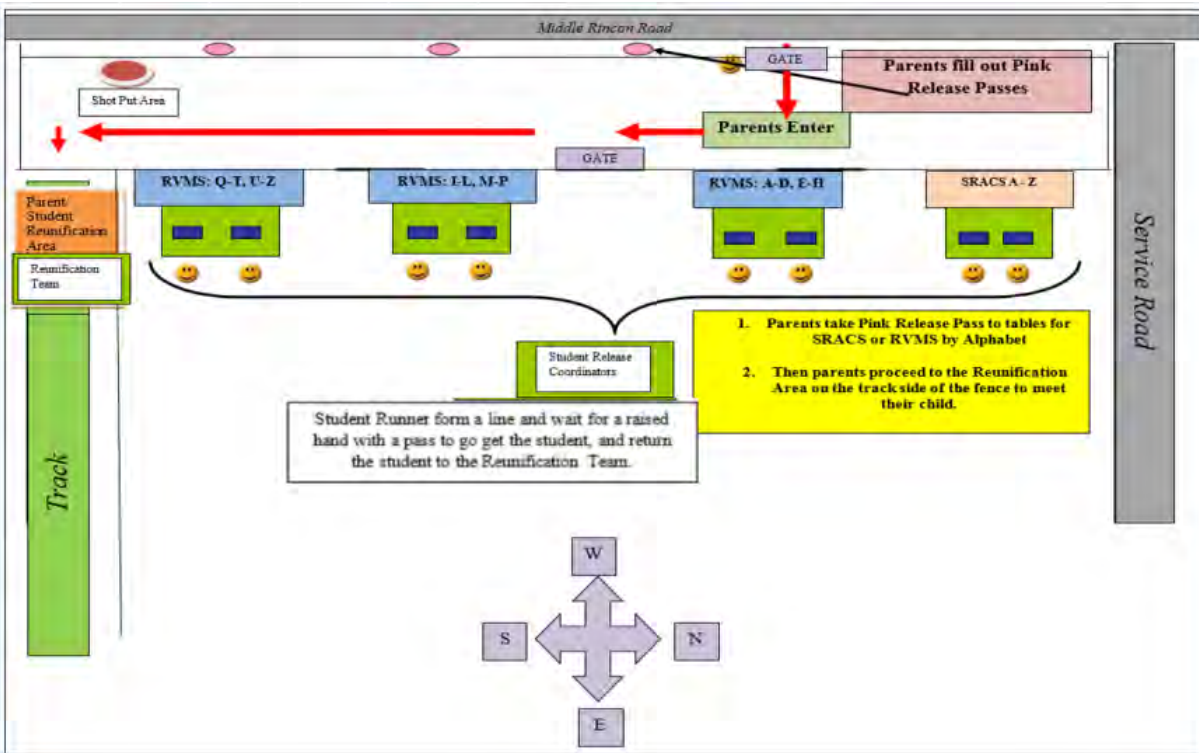 Middle Rincon Road
GATE
Parents fill out Pink
Release Passes
Shot Put Area
Parents Enter
GATE
RVMS: Q-T, U-Z
RVMS: I-L, M-P
RVMS: A-D, E-H
SRACS A - Z
Parent
Student
Reunification
Area
Reunification
Team
Service Road
Student Release
Coordinators
1. Parents take Pink Release Pass to tables for
SRACS or RVMS by Alphabet
2. Then parents proceed to the Reunification
Area on the track side of the fence to meet
their child.
Student Runner form a line and wait for a raised
hand with a pass to go get the student, and return
the student to the Reunification Team.
Track
W
S
N
E